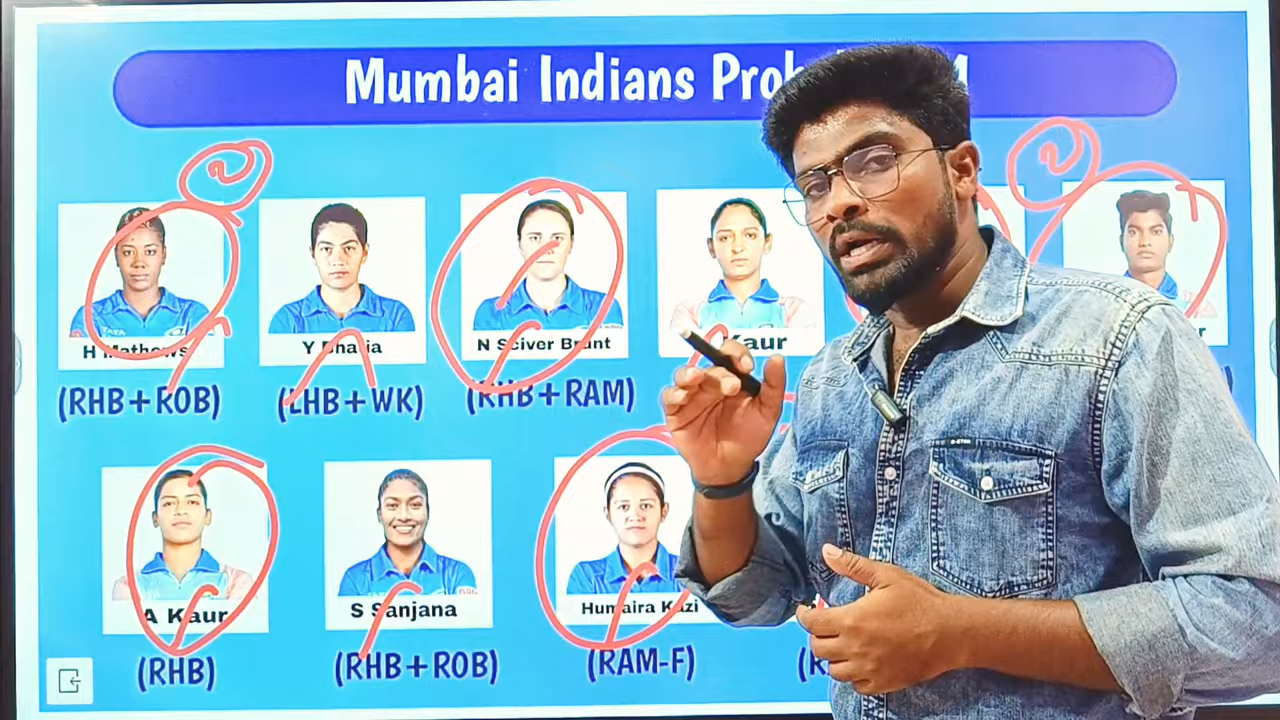 Mumbai Indians
H Mathews
Y Bhatia
N Sciver Brunt
Kaur
(RHB+ROB)
(LHB+WK)
(RHB+RAM)
A Kaur
S Sanjana
Humaira Kazi
(RHB)
(RHB+ROB)
(RAM-F)